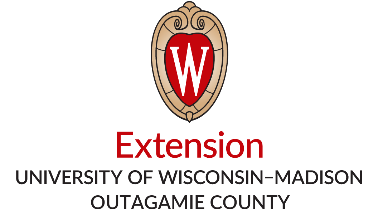 W
Extension
UNIVERSITY OF WISCONSIN–MADISON
OUTAGAMIE COUNTY